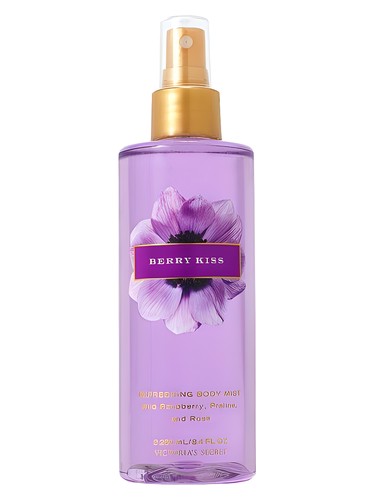 BERRY KISS
REFRESHING BODY MIST
Wild Raspberry, Praline,
and Rose
250 ML/8.4 FL OZ
VICTORIA'S SECRET